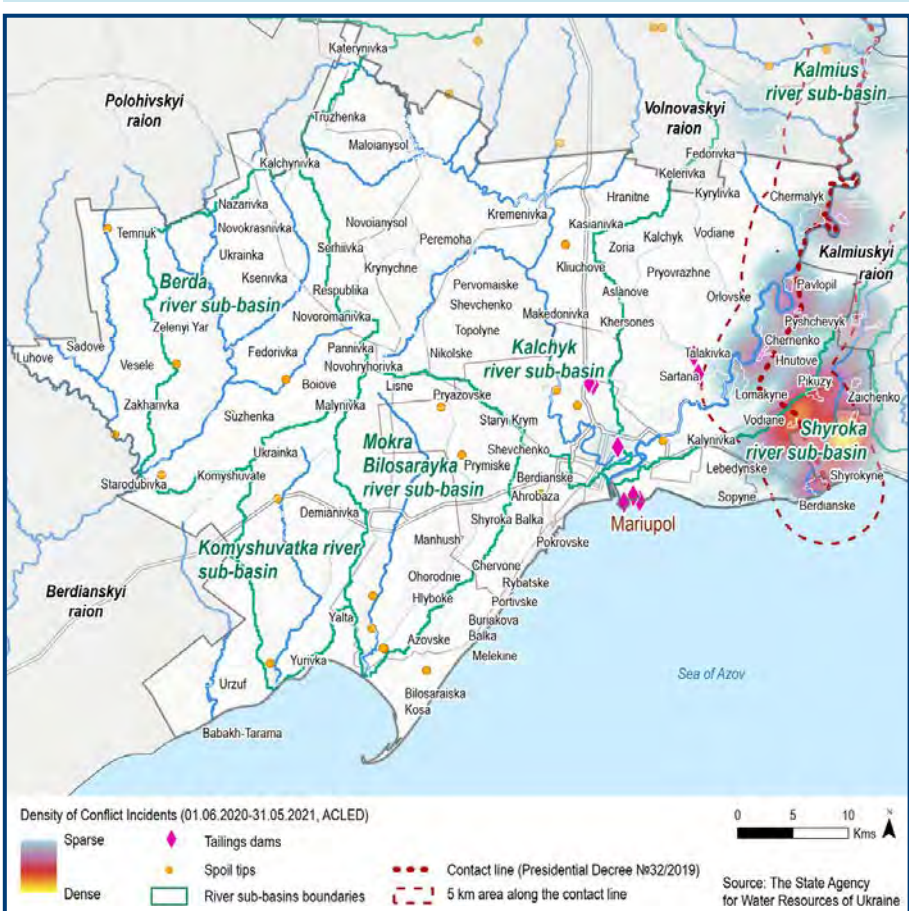 Katerynivka
Kalmius
river sub-basin
Polohivskyi
raion
Truzhenka
Volnovaskyi
raion
Maloianysol
Fedorivka
Kalchynivka
Kelerivka
Hranitne
Kyrylivka
Chermalyk
Nazarivka
Novoianysol
Kremenivka
Temriuk
Novokrasnivka
Kasianivka
Vodiane
Ukrainka
Serhiivka
Peremoha
Zoria
Kalchyk
Kalmiuskyi
raion
Berda
river sub-basin
Ksenivka
Krynychne
Kliuchove
Pryovrazhne
Respublika
Pervomaiske
Aslanove
Orlovske
Pavlopil
Novoromanivka
Shevchenko
Makedonivka
Zelenyi Yar
Topolyne
Khersones
Pyshchevyk
Sadove
Pannivka
Chernenko
Luhove
Fedorivka
Nikolske
Kalchyk
river sub-basin
Talakivka
Hnutove
Vesele
Boiove
Novohryhorivka
Lisne
Sartana
Pikuzy
Zakharivka
Malynivka
Pryazovske
Lomakyne
Zaichenko
Suzhenka
Staryi Krym
Vodiane
Shyroka
river sub-basin
Ukrainka
Mokra
Bilosarayka
river sub-basin
Shevchenko
Kalynivka
Starodubivka
Komyshuvate
Prymiske
Berdianske
Lebedynske
Shyrokyne
Ahrobaza
Sopyne
Berdianske
Demianivka
Shyroka Balka
Mariupol
Komyshuvatka river
sub-basin
Manhush
Pokrovske
Chervone
Berdianskyi
raion
Ohorodnie
Rybatske
Hlyboke
Portivske
Yalta
Buriakova
Balka
Azovske
Melekine
Yurivka
Sea of Azov
Urzuf
Bilosaraiska
Kosa
Babakh-Tarama
Density of Conflict Incidents (01.06.2020-31.05.2021, ACLED)
Sparse
Dense
Tailings dams
Spoil tips
River sub-basins boundaries
Contact line (Presidential Decree №32/2019)
5 km area along the contact line
0 5 10
Kms
N
Source: The State Agency
for Water Resources of Ukraine